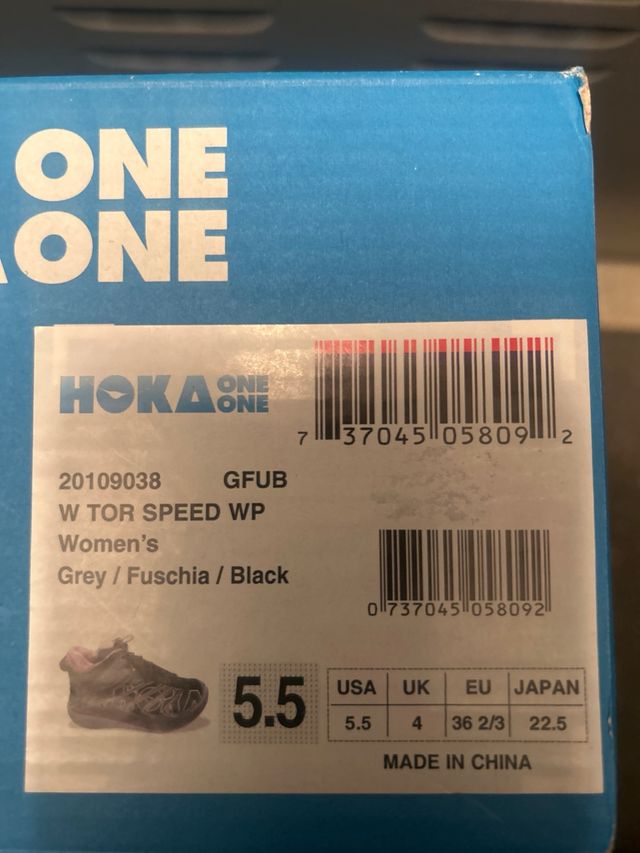 ONE
ONE
HOKA ONE ONE
7 37045 05809 2
20109038 GFUB
W TOR SPEED WP
Women's
Grey / Fuschia / Black
0 737045 058092
5.5
USA UK EU JAPAN
5.5 4 36 2/3 22.5
MADE IN CHINA